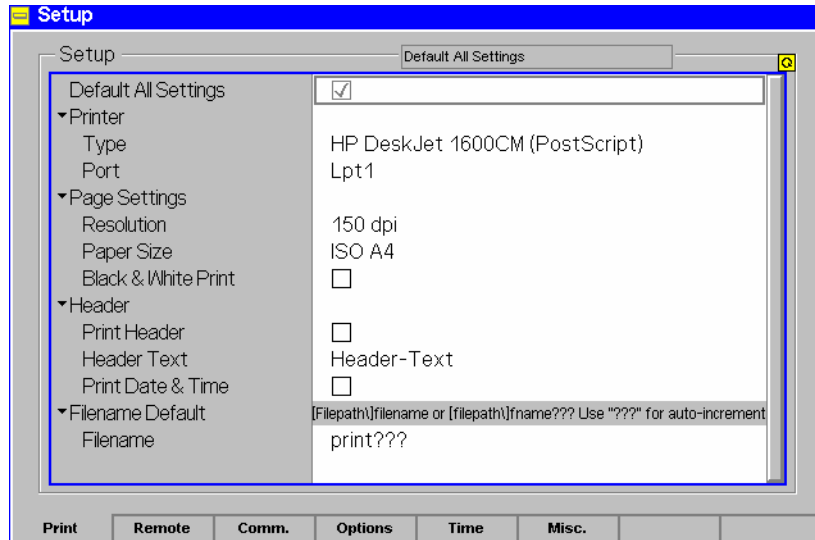 Setup
Setup
Default All Settings
Default All Settings
Printer
Type HP DeskJet 1600CM (PostScript)
Port Lpt1
Page Settings
Resolution 150 dpi
Paper Size ISO A4
Black & White Print
Header
Print Header
Header Text Header-Text
Print Date & Time
Filename Default [Filepath\]filename or [filepath\]fname??? Use "???" for auto-increment
Filename print???
Print Remote Comm. Options Time Misc.